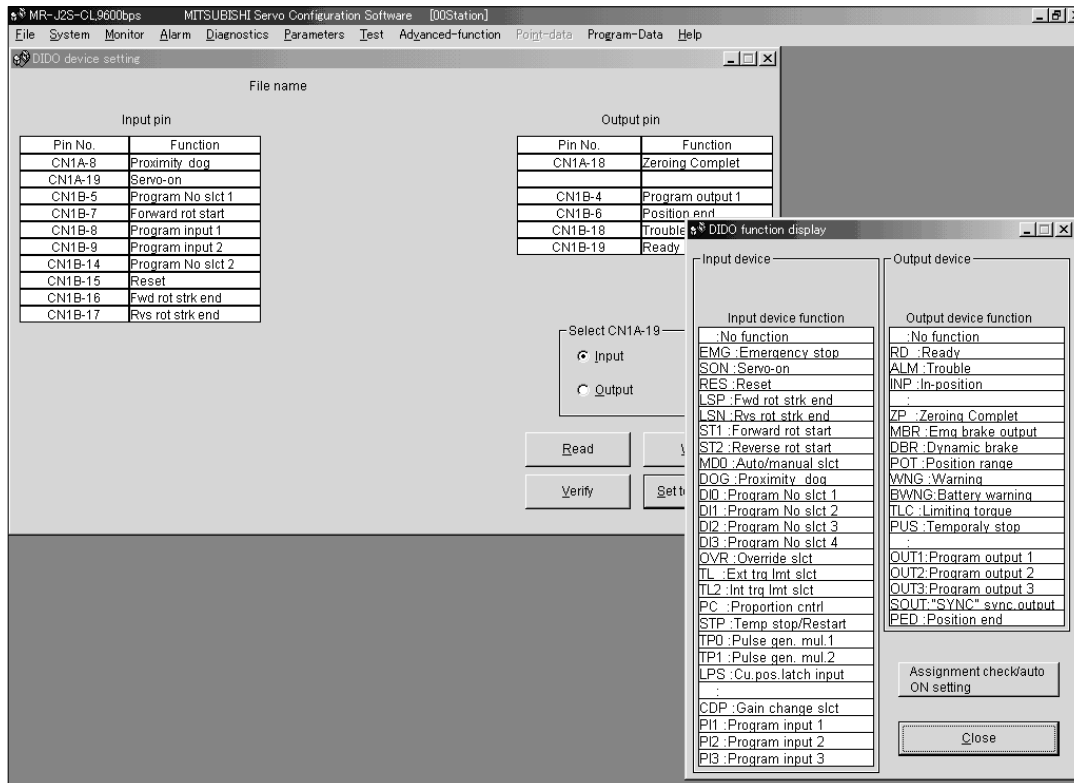 MR-J2S-CL,9600bps MITSUBISHI Servo Configuration Software [00Station]
File System Monitor Alarm Diagnostics Parameters Test Advanced-function Point-data Program-Data Help
DIDO device setting
File name
Input pin
Pin No. Function
CN1A-8 Proximity dog
CN1A-19 Servo-on
CN1B-5 Program No slct 1
CN1B-7 Forward rot start
CN1B-8 Program input 1
CN1B-9 Program input 2
CN1B-14 Program No slct 2
CN1B-15 Reset
CN1B-16 Fwd rot strk end
CN1B-17 Rvs rot strk end
Output pin
Pin No. Function
CN1A-18 Zeroing Complet
CN1B-4 Program output 1
CN1B-6 Position end
CN1B-18 Trouble
CN1B-19 Ready
Select CN1A-19
Input
Output
Read
Verify Set t
DIDO function display
Input device
Input device function
:No function
EMG :Emergency stop
SON :Servo-on
RES :Reset
LSP :Fwd rot strk end
LSN :Rvs rot strk end
ST1 :Forward rot start
ST2 :Reverse rot start
MD0 :Auto/manual slct
DOG :Proximity dog
DI0 :Program No slct 1
DI1 :Program No slct 2
DI2 :Program No slct 3
DI3 :Program No slct 4
OVR :Override slct
TL :Ext trq lmt slct
TL2 :Int trq lmt slct
PC :Proportion cntrl
STP :Temp stop/Restart
TP0 :Pulse gen. mul.1
TP1 :Pulse gen. mul.2
LPS :Cu.pos.latch input
:
CDP :Gain change slct
PI1 :Program input 1
PI2 :Program input 2
PI3 :Program input 3
Output device
Output device function
:No function
RD :Ready
ALM :Trouble
INP :In-position
:
ZP :Zeroing Complet
MBR :Emg brake output
DBR :Dynamic brake
POT :Position range
WNG :Warning
BWNG:Battery warning
TLC :Limiting torque
PUS :Temporaly stop
:
OUT1:Program output 1
OUT2:Program output 2
OUT3:Program output 3
SOUT:"SYNC" sync.output
PED :Position end
Assignment check/auto
ON setting
Close